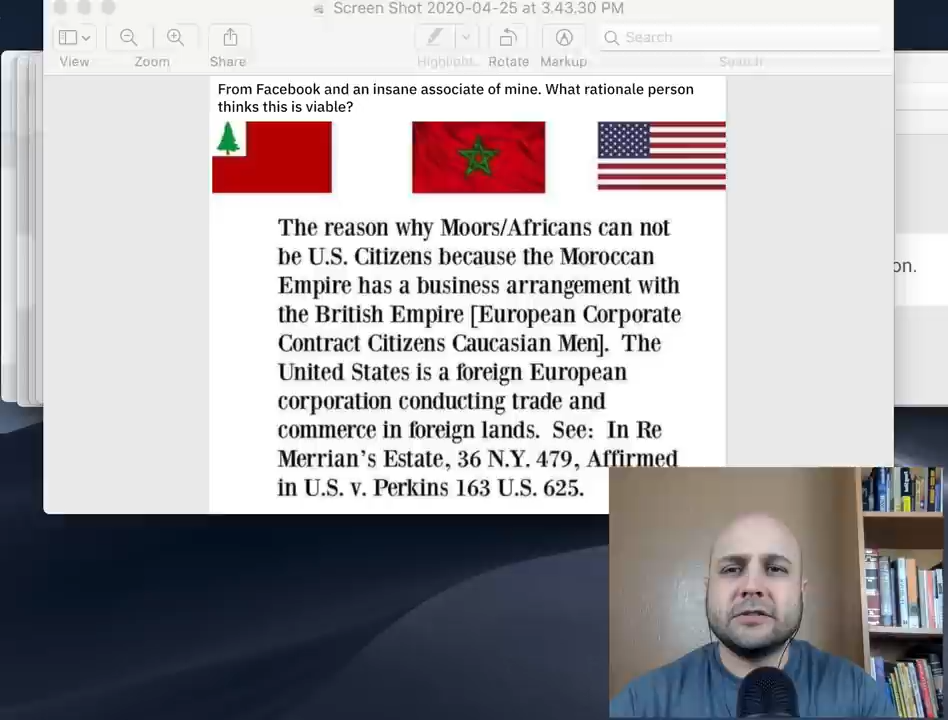 Screen Shot 2020-04-25 at 3.43.30 PM
Search
View Zoom Share Highlight Rotate Markup Search
From Facebook and an insane associate of mine. What rationale person
thinks this is viable?
The reason why Moors/Africans can not
be U.S. Citizens because the Moroccan
Empire has a business arrangement with
the British Empire [European Corporate
Contract Citizens Caucasian Men]. The
United States is a foreign European
corporation conducting trade and
commerce in foreign lands. See: In Re
Merrian's Estate, 36 N.Y. 479, Affirmed
in U.S. v. Perkins 163 U.S. 625.
on.